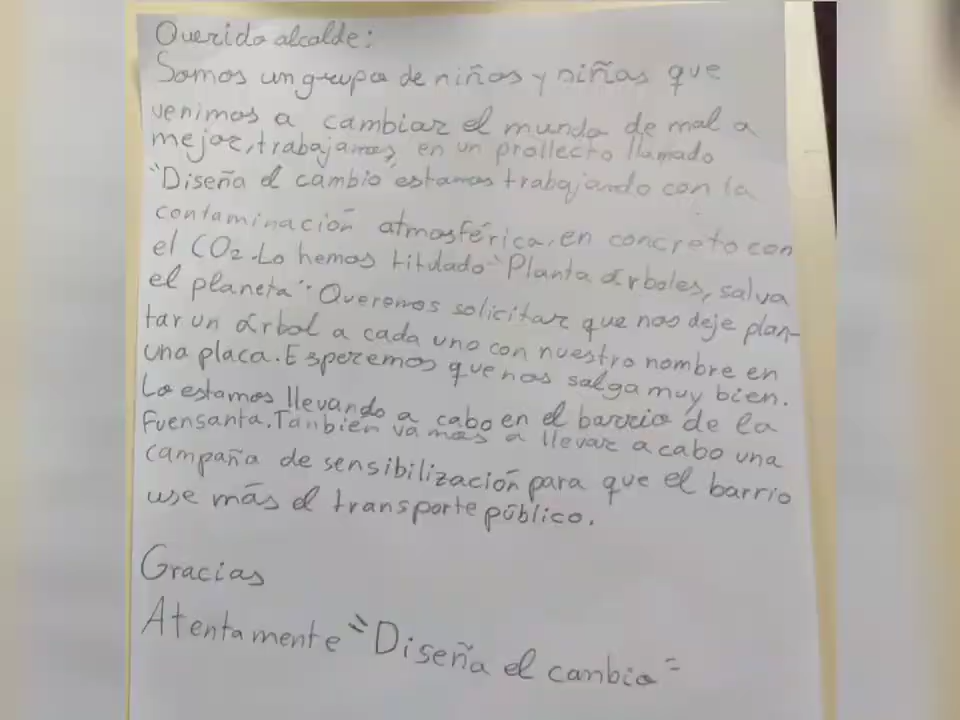 Querido alcalde:
Somos un grupo de niños y niñas que
venimos a cambiar el mundo de mal a
mejor, trabajamos en un prollecto llamado
"Diseña el cambio estamos trabajando con la
contaminación atmosférica, en concreto con
el CO2. Lo hemos titulado "Planta árboles, salva
el planeta". Queremos solicitar que nos deje plan-
tar un árbol a cada uno con nuestro nombre en
una placa. Esperemos que nos salga muy bien.
Lo estamos llevando a cabo en el barrio de la
Fuensanta. Tanbién vamos a llevar a cabo una
campaña de sensibilización para que el barrio
use más el transporte público.
Gracias
Atentamente "Diseña el canbio"